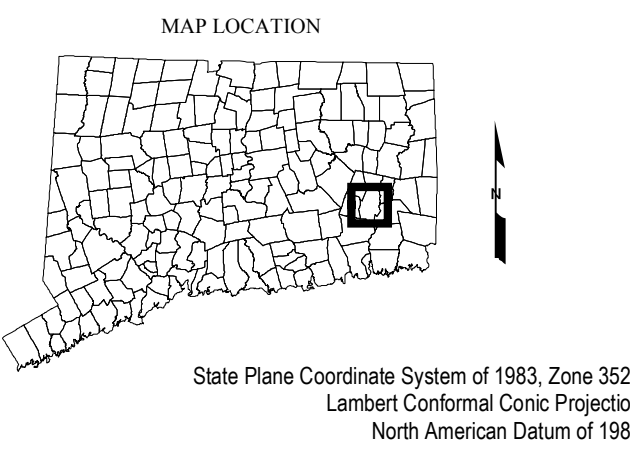 MAP LOCATION
N
State Plane Coordinate System of 1983, Zone 352
Lambert Conformal Conic Projectio
North American Datum of 198